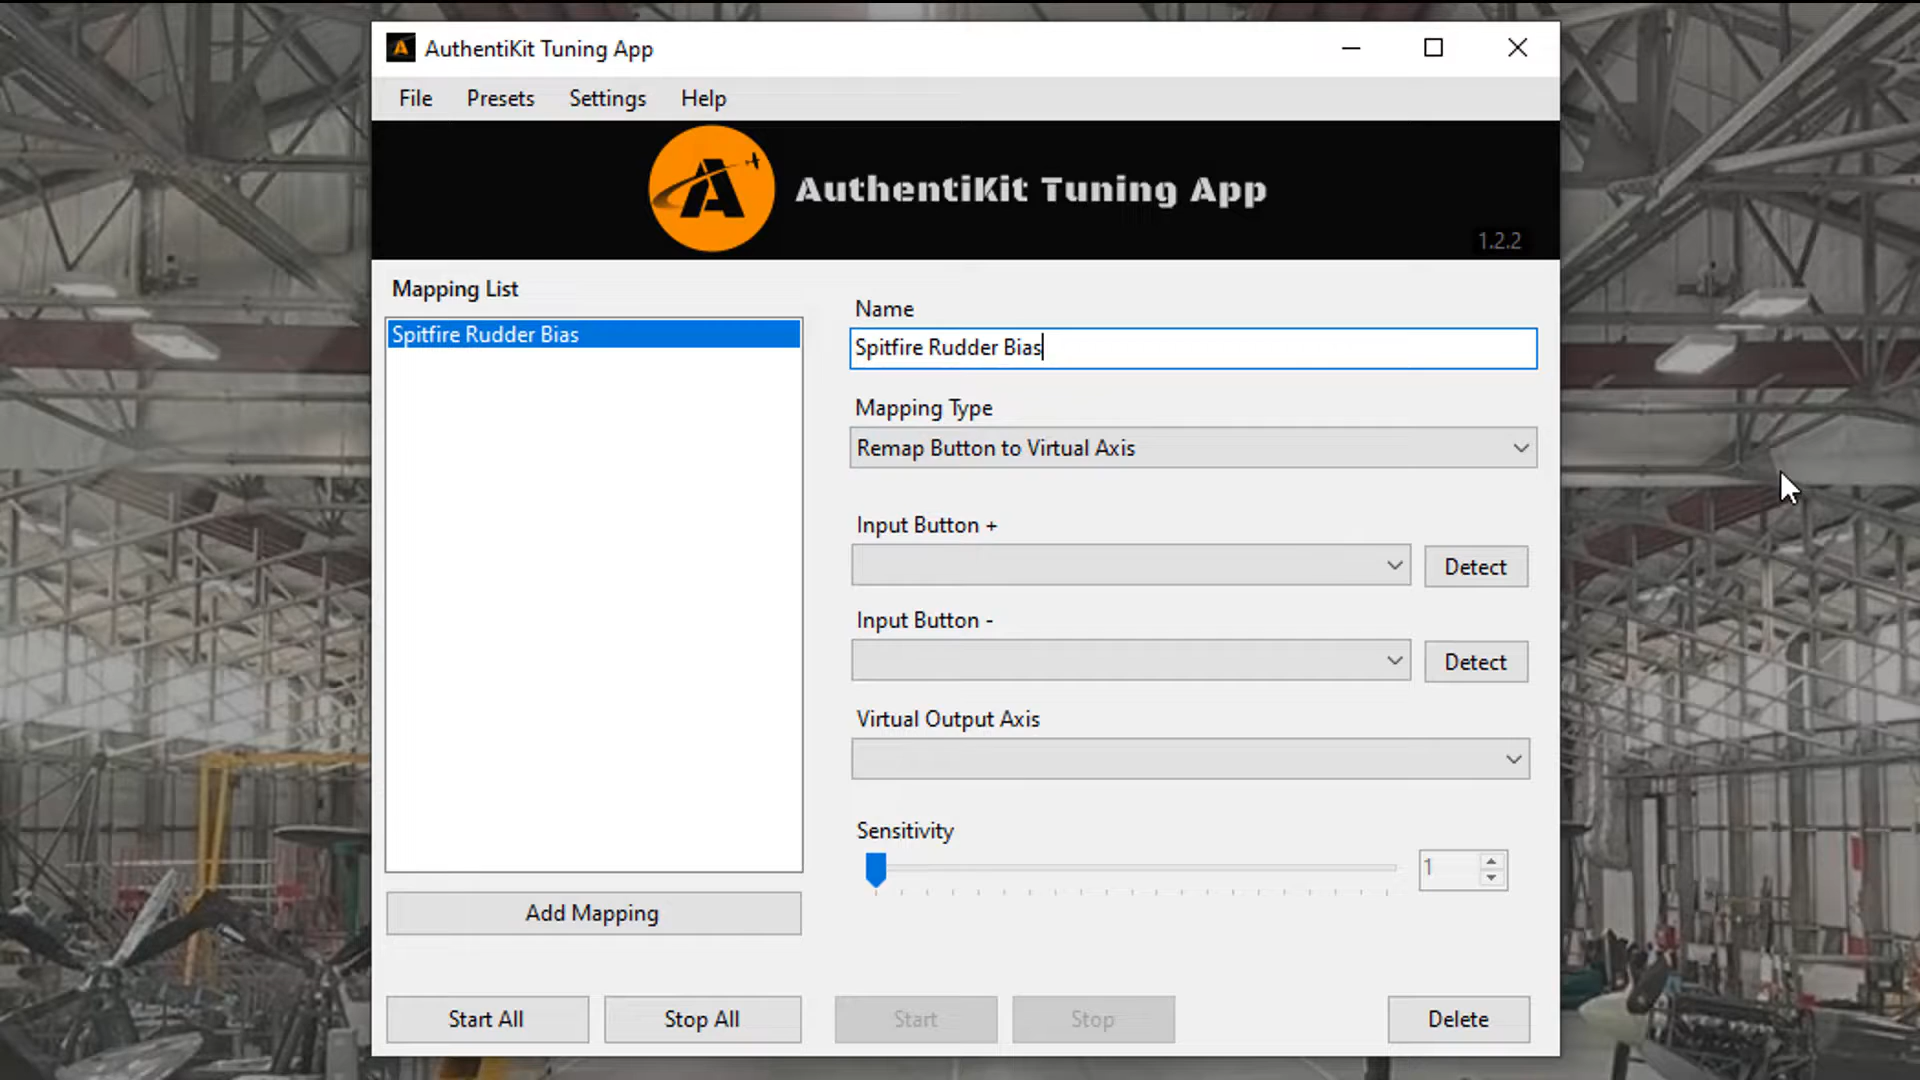 AuthentiKit Tuning App
File Presets Settings Help
AuthentiKit Tuning App
1.2.2
Mapping List
Spitfire Rudder Bias
Name
Spitfire Rudder Bias
Mapping Type
Remap Button to Virtual Axis
Input Button +
Detect
Input Button -
Detect
Virtual Output Axis
Sensitivity
1
Add Mapping
Start All Stop All Start Stop Delete